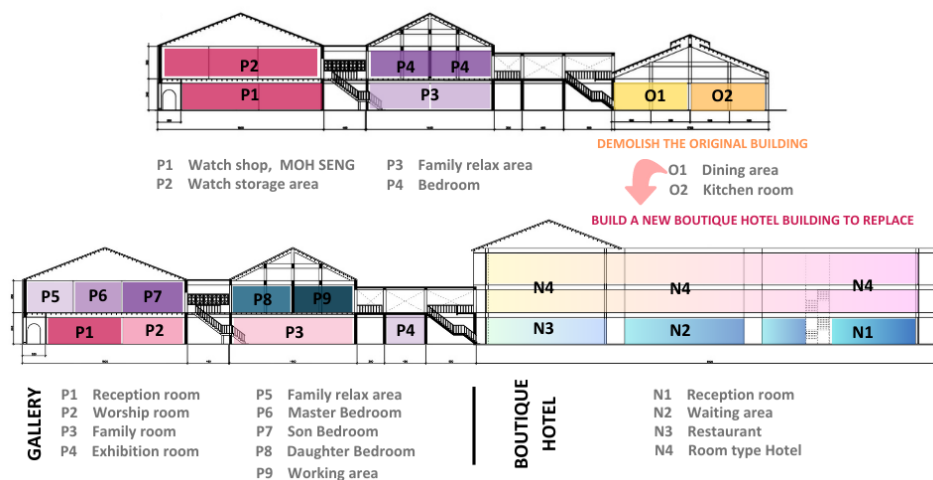 P2
P4 P4
P1
P3
O1 O2
DEMOLISH THE ORIGINAL BUILDING
P1 Watch shop, MOH SENG
P2 Watch storage area
P3 Family relax area
P4 Bedroom
O1 Dining area
O2 Kitchen room
BUILD A NEW BOUTIQUE HOTEL BUILDING TO REPLACE
P5 P6 P7
P8 P9
N4 N4 N4
P1 P2
P3
P4
N3 N2 N1
GALLERY
P1 Reception room
P2 Worship room
P3 Family room
P4 Exhibition room
P5 Family relax area
P6 Master Bedroom
P7 Son Bedroom
P8 Daughter Bedroom
P9 Working area
BOUTIQUE
HOTEL
N1 Reception room
N2 Waiting area
N3 Restaurant
N4 Room type Hotel